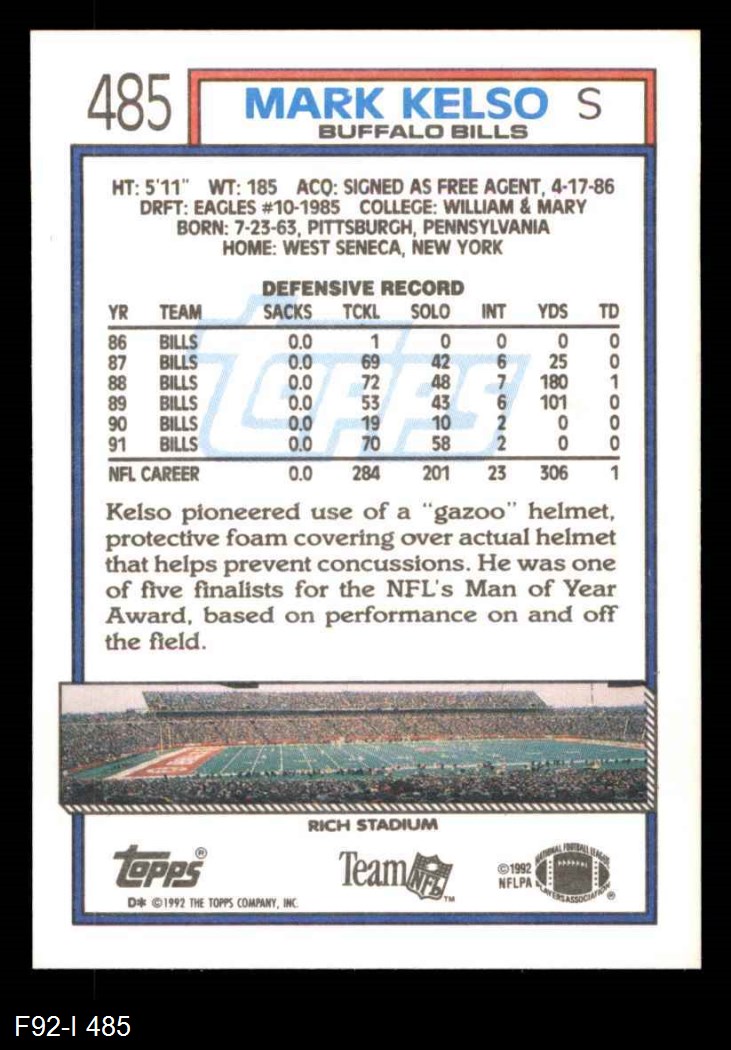 485
MARK KELSO S
BUFFALO BILLS
HT: 5'11" WT: 185 ACQ: SIGNED AS FREE AGENT, 4-17-86
DRFT: EAGLES #10-1985 COLLEGE: WILLIAM & MARY
BORN: 7-23-63, PITTSBURGH, PENNSYLVANIA
HOME: WEST SENECA, NEW YORK
DEFENSIVE RECORD
YR TEAM SACKS TCKL SOLO INT YDS TD
86 BILLS 0.0 1 0 0 0 0
87 BILLS 0.0 69 42 6 25 0
88 BILLS 0.0 72 48 7 180 1
89 BILLS 0.0 53 43 6 101 0
90 BILLS 0.0 19 10 2 0 0
91 BILLS 0.0 70 58 2 0 0
NFL CAREER 0.0 284 201 23 306 1
TOPPS
Kelso pioneered use of a "gazoo" helmet,
protective foam covering over actual helmet
that helps prevent concussions. He was one
of five finalists for the NFL's Man of Year
Award, based on performance on and off
the field.
RICH STADIUM
TOPPS®
Team NFL™
©1992
NFLPA
NATIONAL FOOTBALL LEAGUE
PLAYERS ASSOCIATION ®
D* ©1992 THE TOPPS COMPANY, INC.
F92-I 485